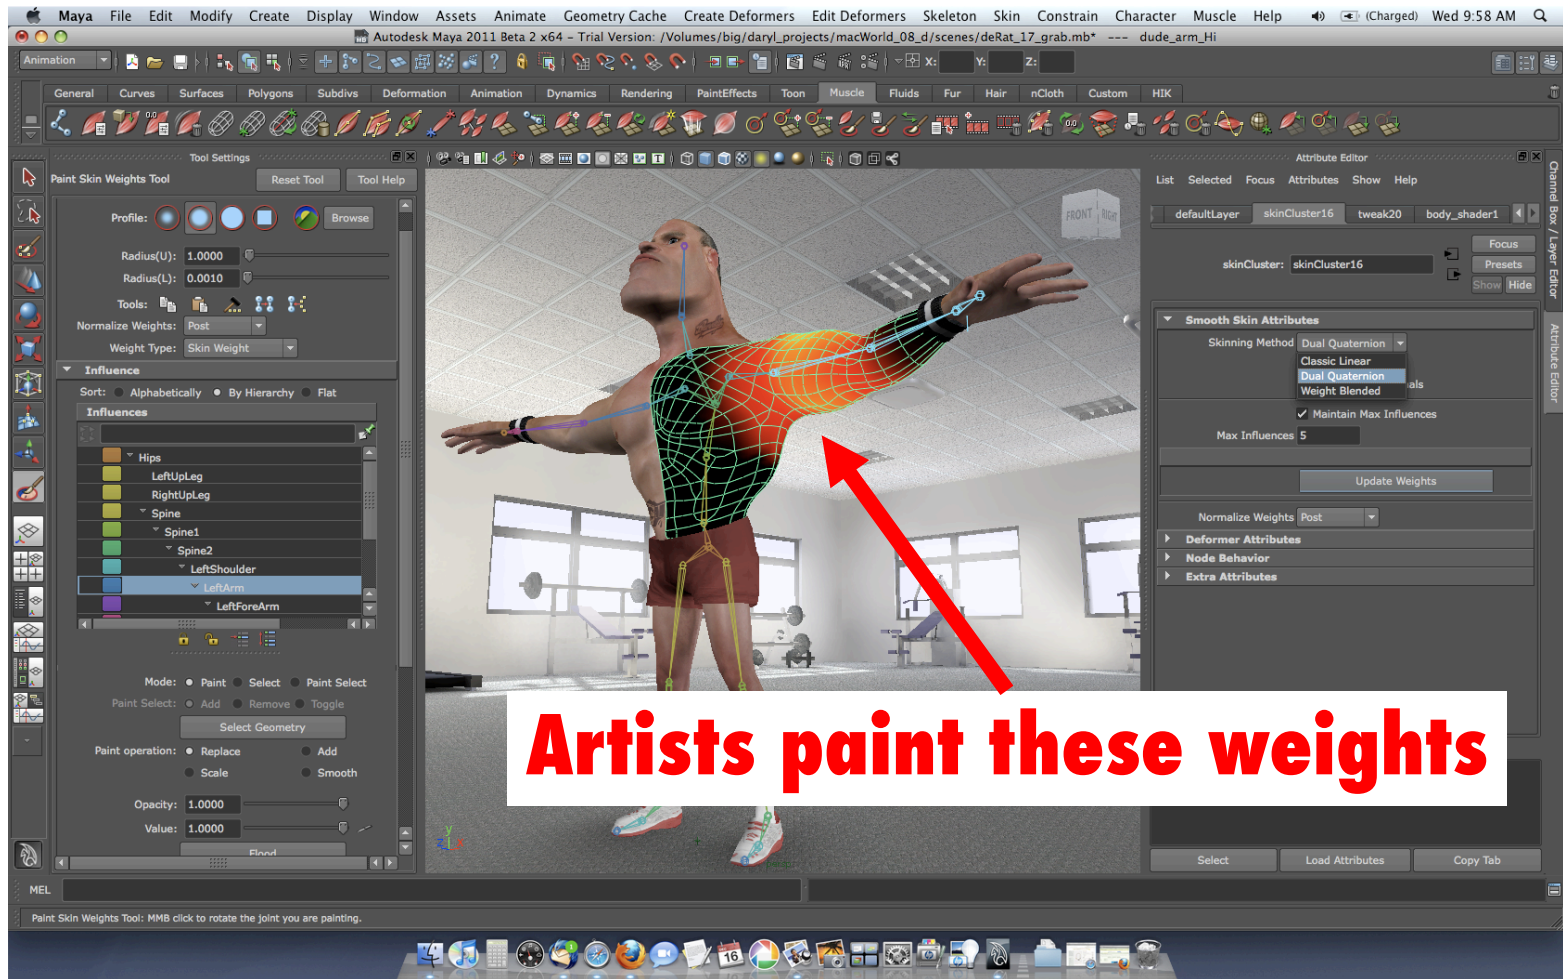 Maya File Edit Modify Create Display Window Assets Animate Geometry Cache Create Deformers Edit Deformers Skeleton Skin Constrain Character Muscle Help (Charged) Wed 9:58 AM
Autodesk Maya 2011 Beta 2 x64 – Trial Version: /Volumes/big/daryl_projects/macWorld_08_d/scenes/deRat_17_grab.mb* --- dude_arm_Hi
Animation X: Y: Z:
General Curves Surfaces Polygons Subdivs Deformation Animation Dynamics Rendering PaintEffects Toon Muscle Fluids Fur Hair nCloth Custom HIK
Tool Settings
Paint Skin Weights Tool Reset Tool Tool Help
Profile: Browse
Radius(U): 1.0000
Radius(L): 0.0010
Tools:
Normalize Weights: Post
Weight Type: Skin Weight
Influence
Sort: Alphabetically By Hierarchy Flat
Influences
Hips
LeftUpLeg
RightUpLeg
Spine
Spine1
Spine2
LeftShoulder
LeftArm
LeftForeArm
Mode: Paint Select Paint Select
Paint Select: Add Remove Toggle
Select Geometry
Paint operation: Replace Add
Scale Smooth
Opacity: 1.0000
Value: 1.0000
Flood
FRONT RIGHT
y
z x
Artists paint these weights
Attribute Editor
List Selected Focus Attributes Show Help
defaultLayer skinCluster16 tweak20 body_shader1
Focus
skinCluster: skinCluster16 Presets
Show Hide
Smooth Skin Attributes
Skinning Method Dual Quaternion
Classic Linear
Dual Quaternion
Weight Blended
als
Maintain Max Influences
Max Influences 5
Update Weights
Normalize Weights Post
Deformer Attributes
Node Behavior
Extra Attributes
Select Load Attributes Copy Tab
Channel Box / Layer Editor
Attribute Editor
MEL
Paint Skin Weights Tool: MMB click to rotate the joint you are painting.
16